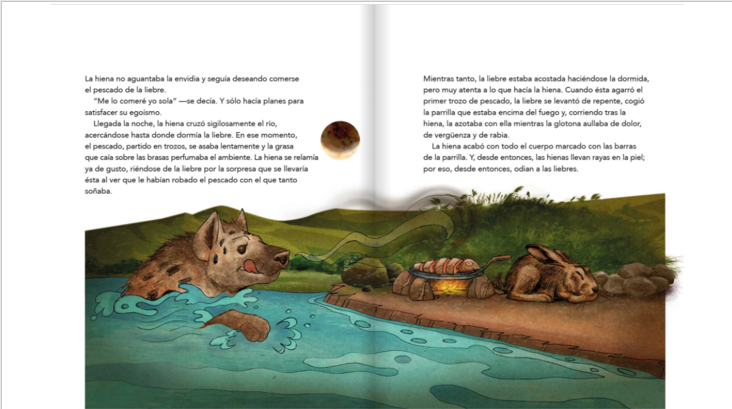 La hiena no aguantaba la envidia y seguía deseando comerse
el pescado de la liebre.
“Me lo comeré yo sola” —se decía. Y sólo hacía planes para
satisfacer su egoísmo.
Llegada la noche, la hiena cruzó sigilosamente el río,
acercándose hasta donde dormía la liebre. En ese momento,
el pescado, partido en trozos, se asaba lentamente y la grasa
que caía sobre las brasas perfumaba el ambiente. La hiena se relamía
ya de gusto, riéndose de la liebre por la sorpresa que se llevaría
ésta al ver que le habían robado el pescado con el que tanto
soñaba.
Mientras tanto, la liebre estaba acostada haciéndose la dormida,
pero muy atenta a lo que hacía la hiena. Cuando ésta agarró el
primer trozo de pescado, la liebre se levantó de repente, cogió
la parrilla que estaba encima del fuego y, corriendo tras la
hiena, la azotaba con ella mientras la glotona aullaba de dolor,
de vergüenza y de rabia.
La hiena acabó con todo el cuerpo marcado con las barras
de la parrilla. Y, desde entonces, las hienas llevan rayas en la piel;
por eso, desde entonces, odian a las liebres.